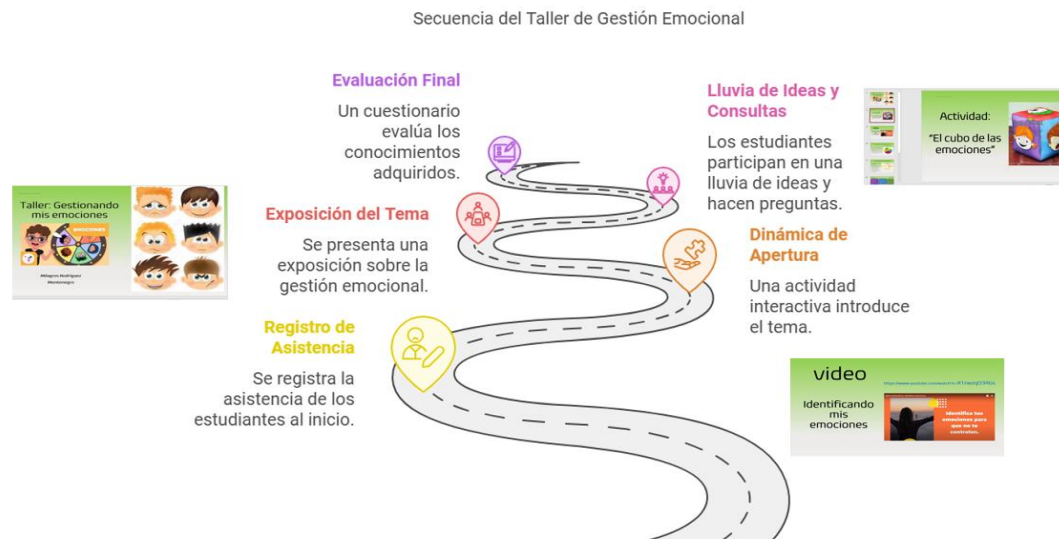 Secuencia del Taller de Gestión Emocional
Evaluación Final
Un cuestionario
evalúa los
conocimientos
adquiridos.
Lluvia de Ideas y
Consultas
Los estudiantes
participan en una
lluvia de ideas y
hacen preguntas.
Actividad:
"El cubo de las
emociones"
Taller: Gestionando
mis emociones
EMOCIONES
Milagros Rodríguez
Montenegro
Exposición del Tema
Se presenta una
exposición sobre la
gestión emocional.
Dinámica de
Apertura
Una actividad
interactiva introduce
el tema.
Registro de
Asistencia
Se registra la
asistencia de los
estudiantes al inicio.
video
Identificando
mis
emociones
Identifica tus
emociones para
que no te
controlen.